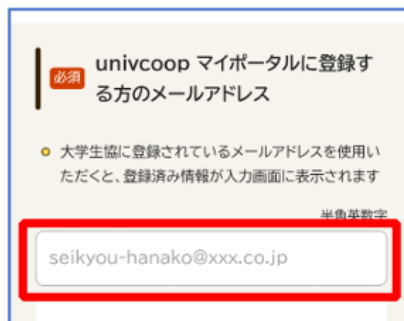 必須
univcoop マイポータルに登録す
る方のメールアドレス
大学生協に登録されているメールアドレスを使用い
ただくと、登録済み情報が入力画面に表示されます
半角英数字
seikyou-hanako@xxx.co.jp